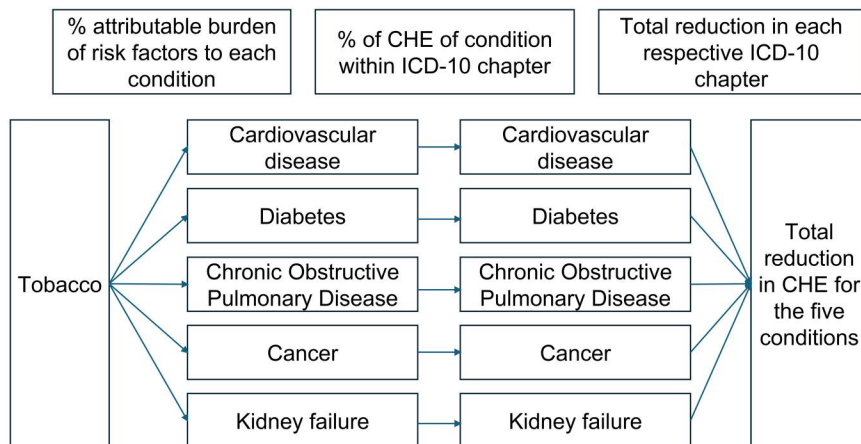 % attributable burden
of risk factors to each
condition
% of CHE of condition
within ICD-10 chapter
Total reduction in each
respective ICD-10
chapter
Tobacco
Cardiovascular
disease
Cardiovascular
disease
Diabetes
Diabetes
Chronic Obstructive
Pulmonary Disease
Chronic Obstructive
Pulmonary Disease
Cancer
Cancer
Kidney failure
Kidney failure
Total
reduction
in CHE for
the five
conditions